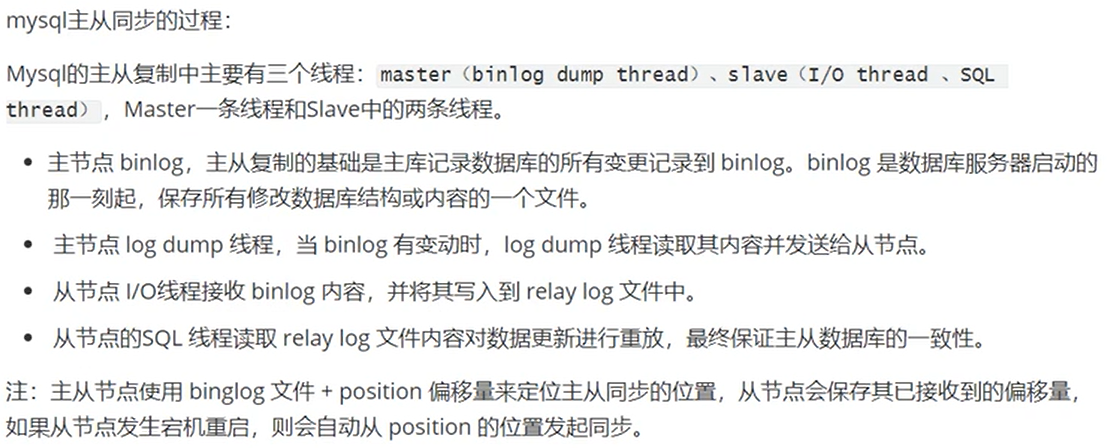 mysql主从同步的过程：
Mysql的主从复制中主要有三个线程：master（binlog dump thread）、slave（I/O thread 、SQL
thread），Master一条线程和Slave中的两条线程。
• 主节点 binlog，主从复制的基础是主库记录数据库的所有变更记录到 binlog。binlog 是数据库服务器启动的
那一刻起，保存所有修改数据库结构或内容的一个文件。
• 主节点 log dump 线程，当 binlog 有变动时，log dump 线程读取其内容并发送给从节点。
• 从节点 I/O线程接收 binlog 内容，并将其写入到 relay log 文件中。
• 从节点的SQL 线程读取 relay log 文件内容对数据更新进行重放，最终保证主从数据库的一致性。
注：主从节点使用 binglog 文件 + position 偏移量来定位主从同步的位置，从节点会保存其已接收到的偏移量，
如果从节点发生宕机重启，则会自动从 position 的位置发起同步。